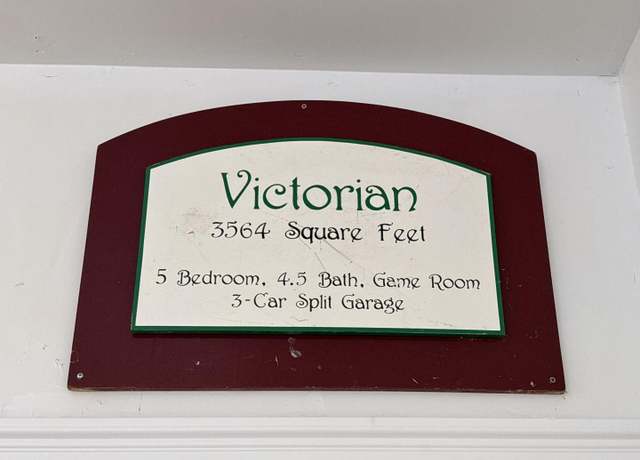 Victorian
3564 Square Feet
5 Bedroom, 4.5 Bath, Game Room
3-Car Split Garage